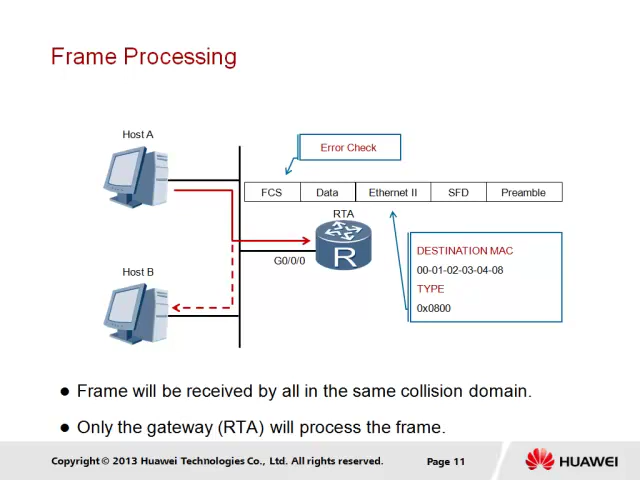 Frame Processing
Host A
Error Check
FCS
Data
Ethernet II
SFD
Preamble
RTA
R
G0/0/0
DESTINATION MAC
00-01-02-03-04-08
TYPE
0x0800
Host B
● Frame will be received by all in the same collision domain.
● Only the gateway (RTA) will process the frame.
Copyright © 2013 Huawei Technologies Co., Ltd. All rights reserved.
Page 11
HUAWEI